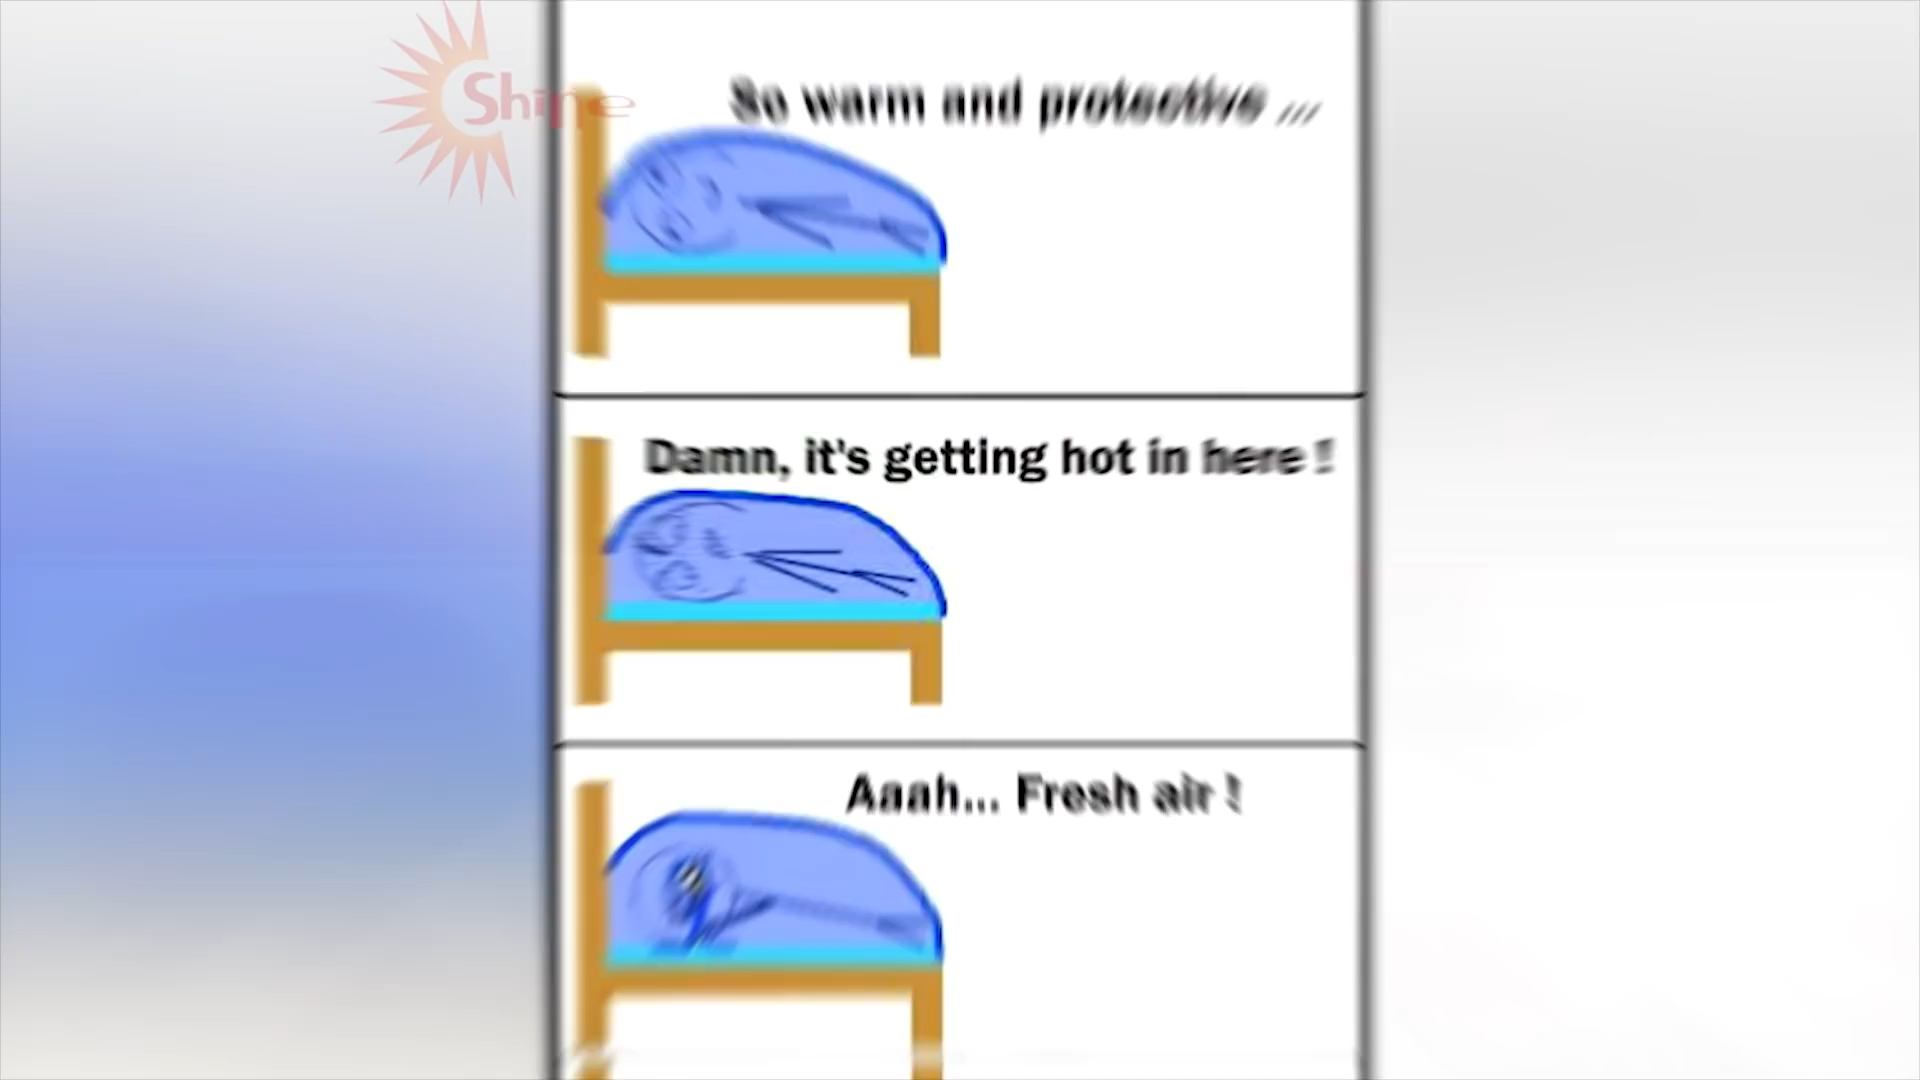 Shine
So warm and protective ...
Damn, it's getting hot in here !
Aaah... Fresh air !